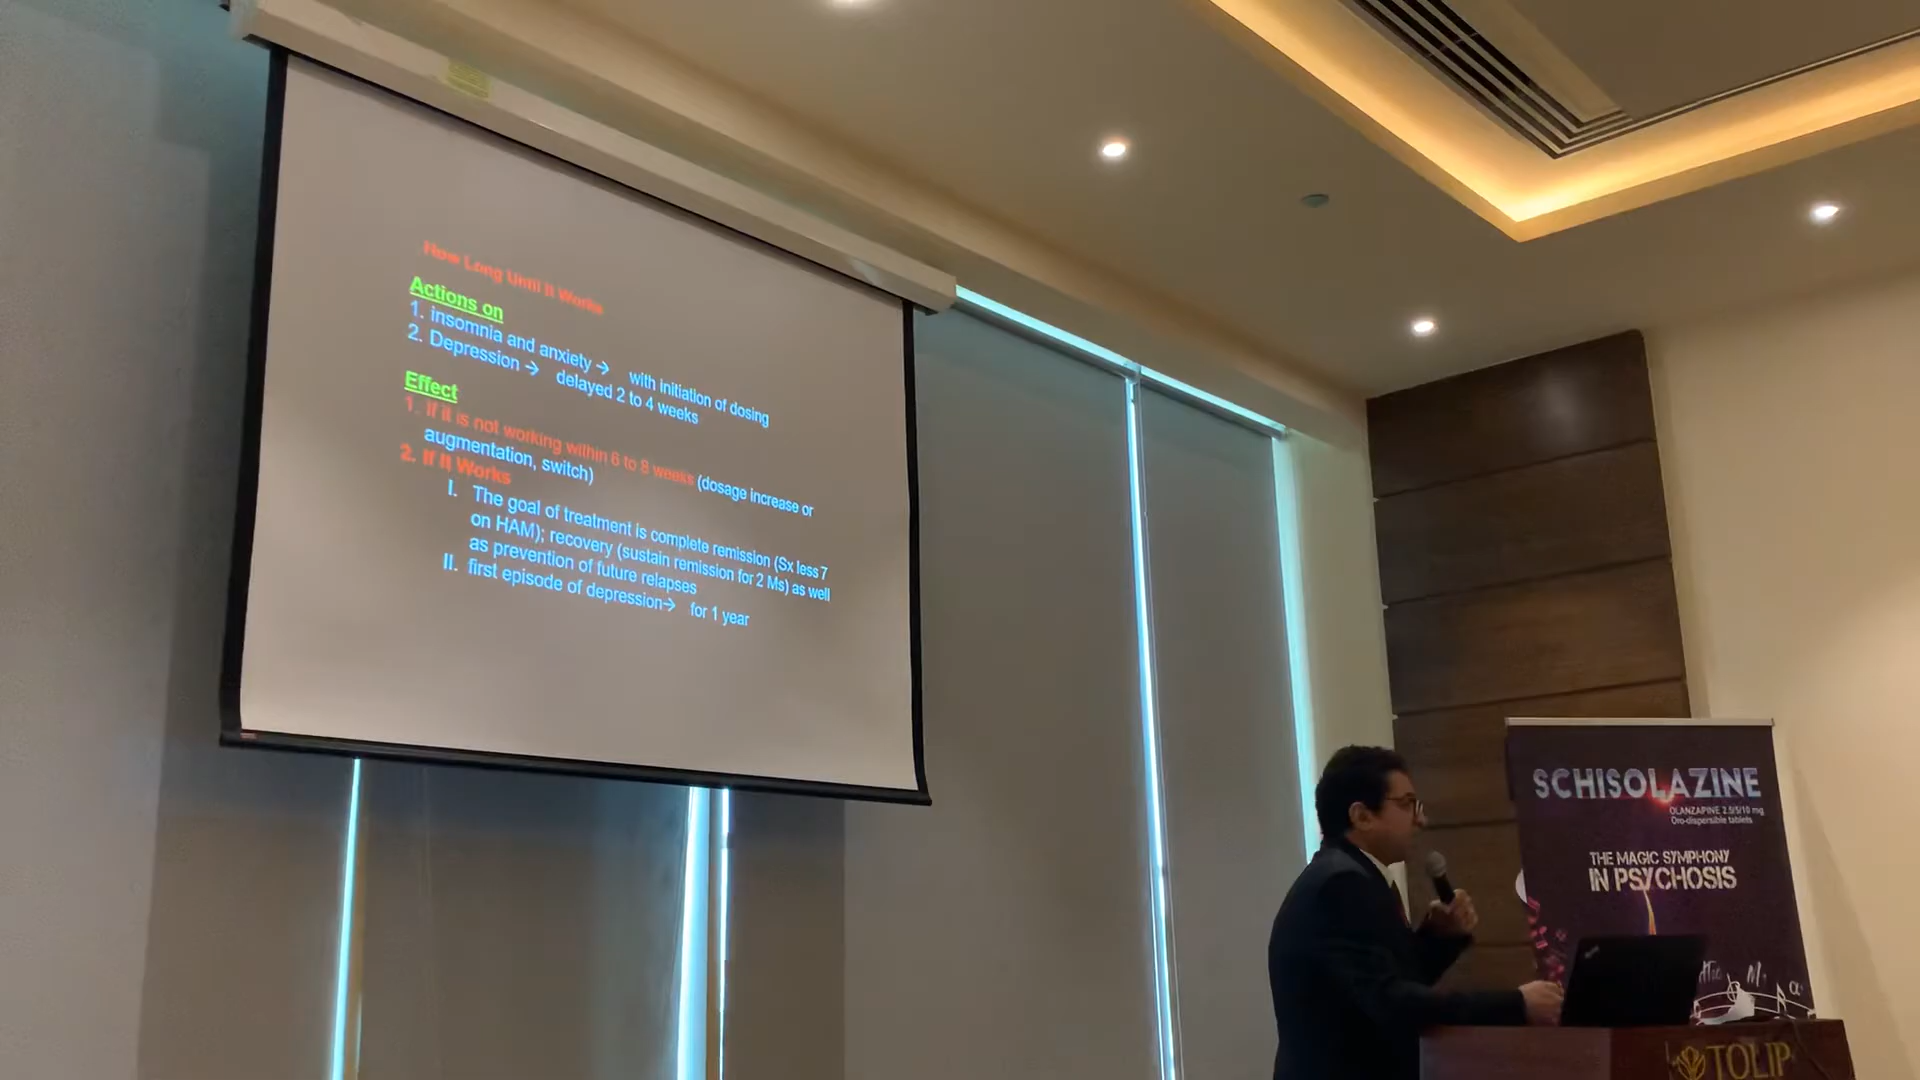 How Long Until It Works
Actions on
1. insomnia and anxiety → with initiation of dosing
2. Depression → delayed 2 to 4 weeks
Effect
1. If it is not working within 6 to 8 weeks (dosage increase or
augmentation, switch)
2. If It Works
I. The goal of treatment is complete remission (Sx less 7
on HAM); recovery (sustain remission for 2 Ms) as well
as prevention of future relapses
II. first episode of depression→ for 1 year
SCHISOLAZINE
OLANZAPINE 2.5/5/10 mg
Oro-dispersible tablets
THE MAGIC SYMPHONY
IN PSYCHOSIS
TOLIP